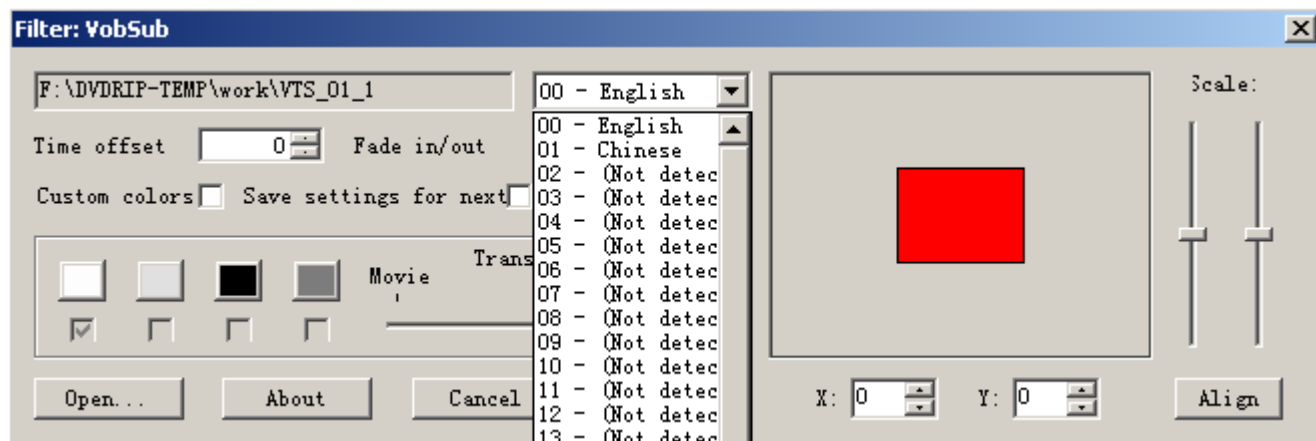 Filter: VobSub
F:\DVDRIP-TEMP\work\VTS_01_1
00 - English
Scale:
Time offset 0 Fade in/out
Custom colors Save settings for next
00 - English
01 - Chinese
02 - (Not detec
03 - (Not detec
04 - (Not detec
05 - (Not detec
06 - (Not detec
07 - (Not detec
08 - (Not detec
09 - (Not detec
10 - (Not detec
11 - (Not detec
12 - (Not detec
13 - (Not detec
Trans
Movie
Open... About Cancel
X: 0 Y: 0 Align